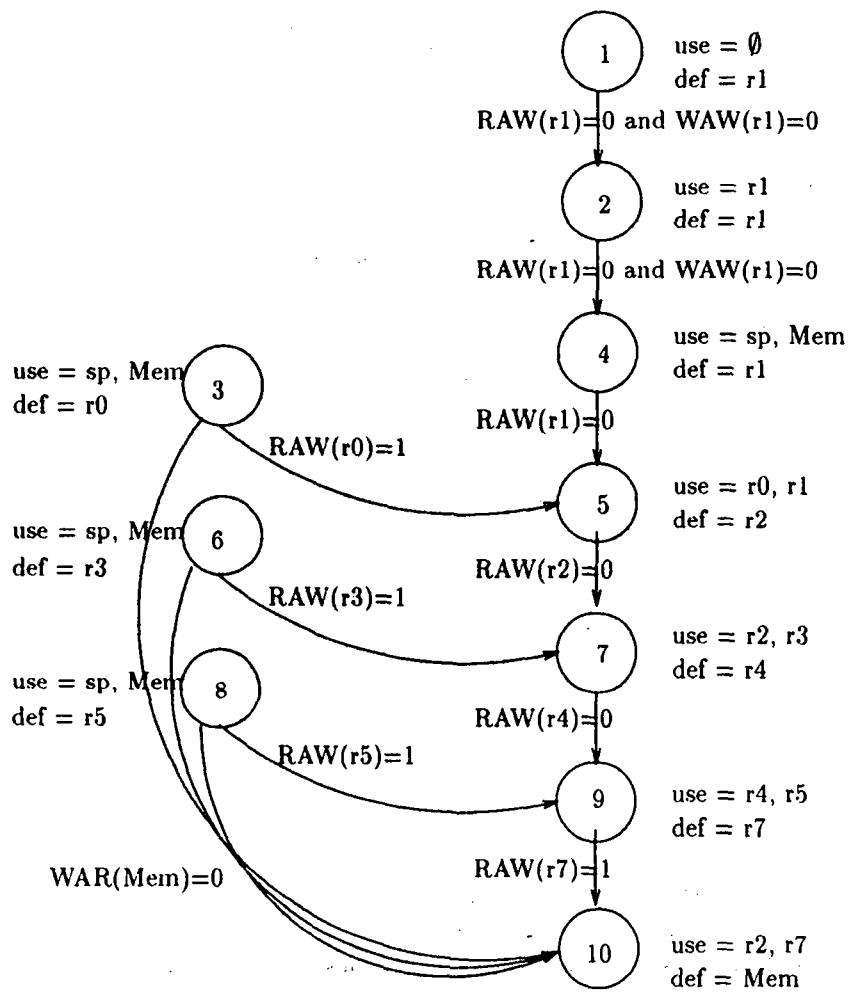 1
use = ∅
def = r1
RAW(r1)=0 and WAW(r1)=0
2
use = r1
def = r1
RAW(r1)=0 and WAW(r1)=0
4
use = sp, Mem
def = r1
use = sp, Mem
def = r0
3
RAW(r1)=0
RAW(r0)=1
5
use = r0, r1
def = r2
use = sp, Mem
def = r3
6
RAW(r2)=0
RAW(r3)=1
7
use = r2, r3
def = r4
use = sp, Mem
def = r5
8
RAW(r4)=0
RAW(r5)=1
9
use = r4, r5
def = r7
WAR(Mem)=0
RAW(r7)=1
10
use = r2, r7
def = Mem